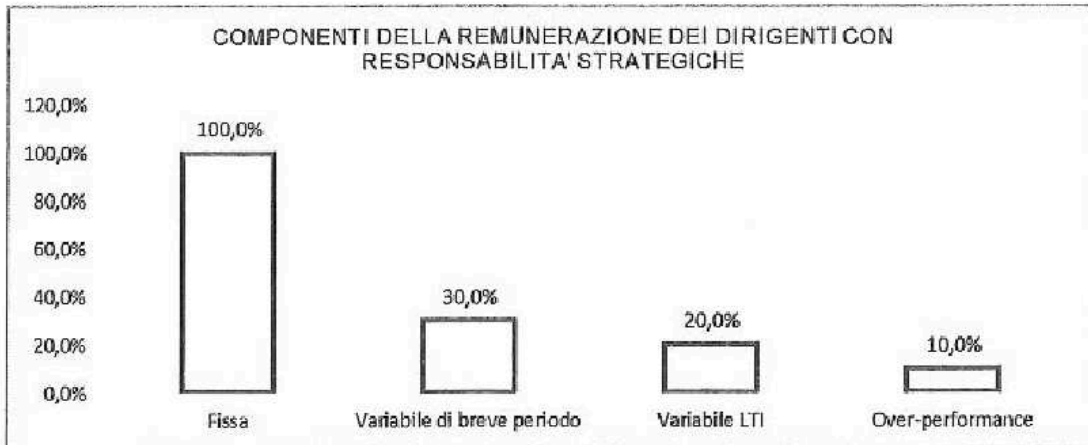 COMPONENTI DELLA REMUNERAZIONE DEI DIRIGENTI CON
RESPONSABILITA' STRATEGICHE
120,0%
100,0%
80,0%
60,0%
40,0%
20,0%
0,0%
100,0%
30,0%
20,0%
10,0%
Fissa
Variabile di breve periodo
Variabile LTI
Over-performance